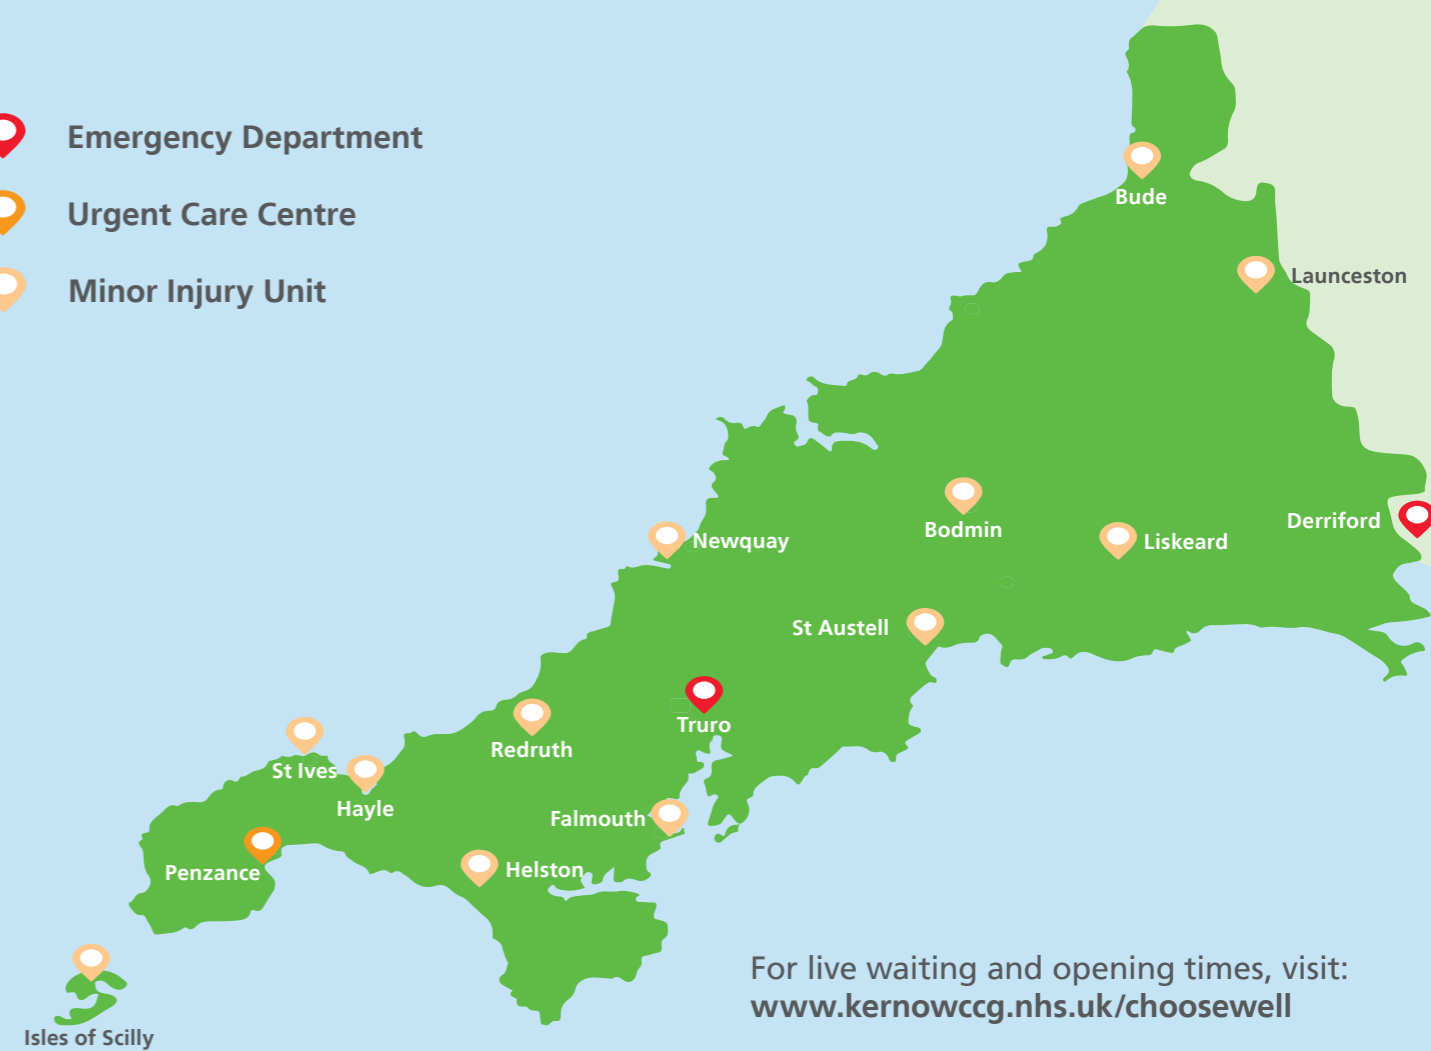 Emergency Department
Urgent Care Centre
Minor Injury Unit
Bude
Launceston
Derriford
Bodmin
Liskeard
Newquay
St Austell
Truro
Redruth
St Ives
Hayle
Falmouth
Helston
Penzance
Isles of Scilly
For live waiting and opening times, visit:
www.kernowccg.nhs.uk/choosewell